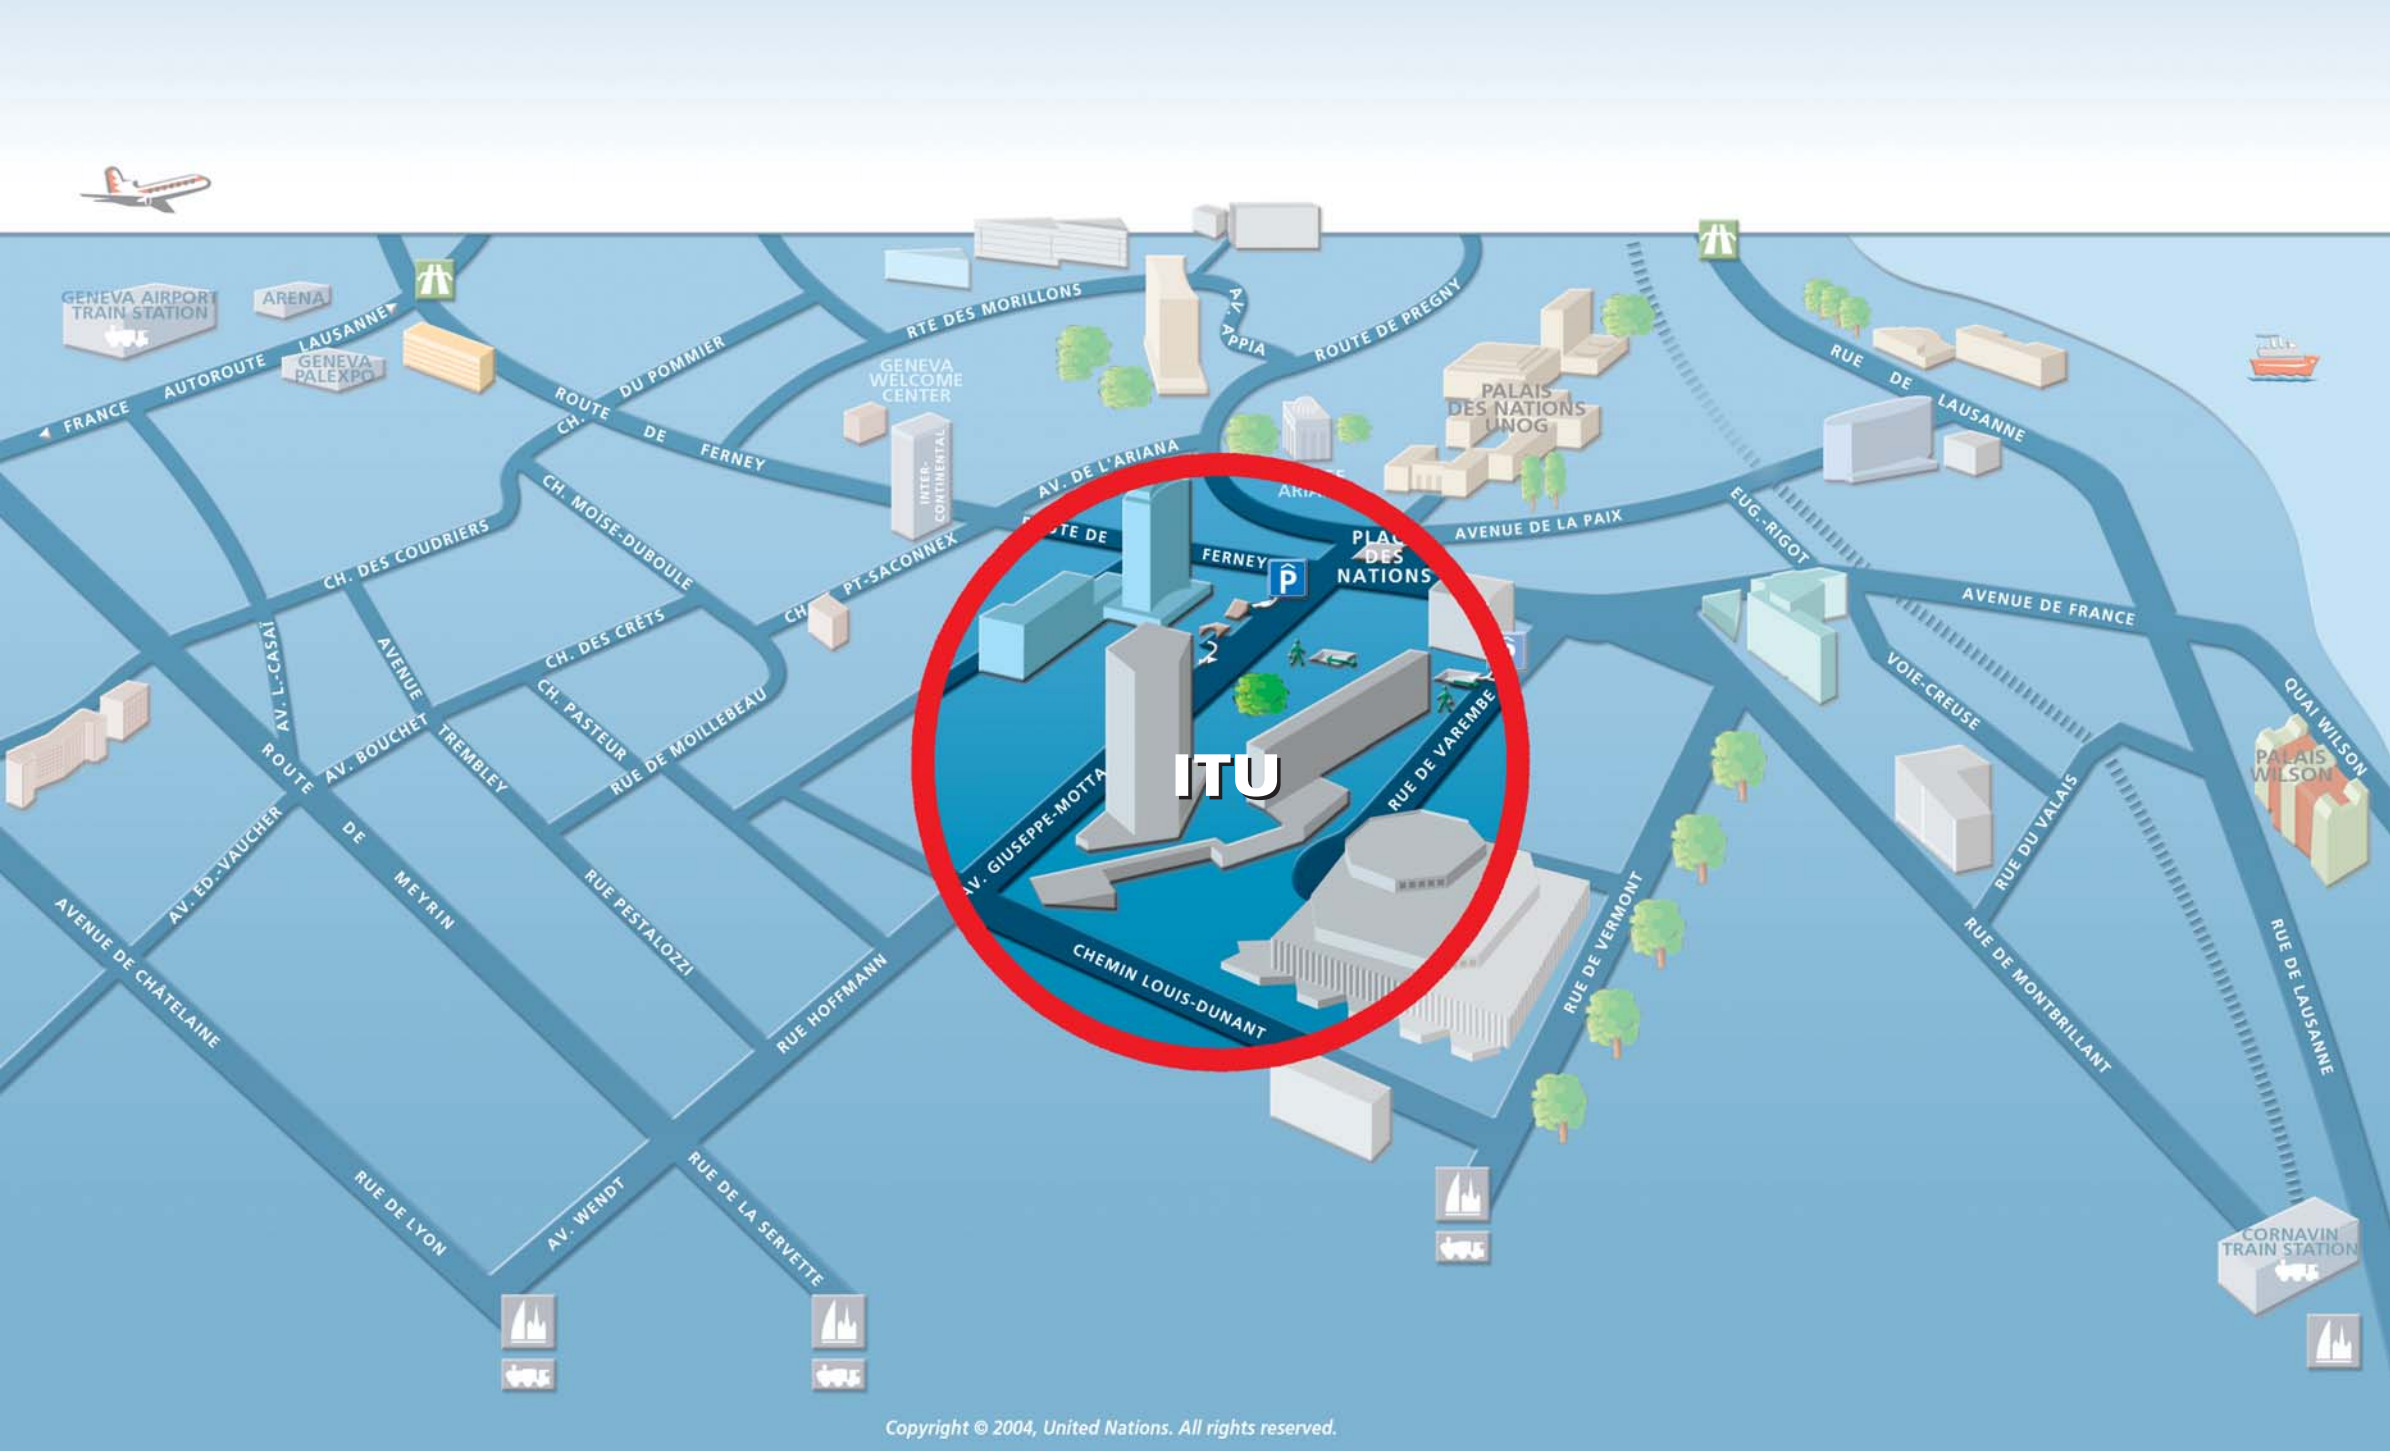 GENEVA AIRPORT
TRAIN STATION
ARENA
AUTOROUTE
LAUSANNE
GENEVA
PALEXPO
FRANCE
ROUTE
DE
FERNEY
CH.
DU POMMIER
RTE DES MORILLONS
AV. APPIA
ROUTE DE PREGNY
GENEVA
WELCOME
CENTER
INTER-
CONTINENTAL
AV. DE L'ARIANA
PALAIS
DES NATIONS
UNOG
RUE
DE
LAUSANNE
CH. MOÏSE-DUBOULE
CH. DES COUDRIERS
PT-SACONNEX
DE
FERNEY
P
DES
NATIONS
AVENUE DE LA PAIX
EUG.-RIGOT
AVENUE DE FRANCE
AV. L.-CASAÏ
AVENUE
TREMBLEY
CH. DES CRÊTS
CH. PASTEUR
RUE DE MOILLEBEAU
AV. BOUCHET
ROUTE
DE
MEYRIN
AV. ED.-VAUCHER
AVENUE DE CHÂTELAINE
RUE DE LYON
RUE PESTALOZZI
RUE HOFFMANN
AV. WENDT
RUE DE LA SERVETTE
AV. GIUSEPPE-MOTTA
ITU
RUE DE VAREMBE
CHEMIN LOUIS-DUNANT
RUE DE VERMONT
VOIE-CREUSE
QUAI WILSON
PALAIS
WILSON
RUE DU VALAIS
RUE DE MONTBRILLANT
RUE DE LAUSANNE
CORNAVIN
TRAIN STATION
Copyright © 2004, United Nations. All rights reserved.